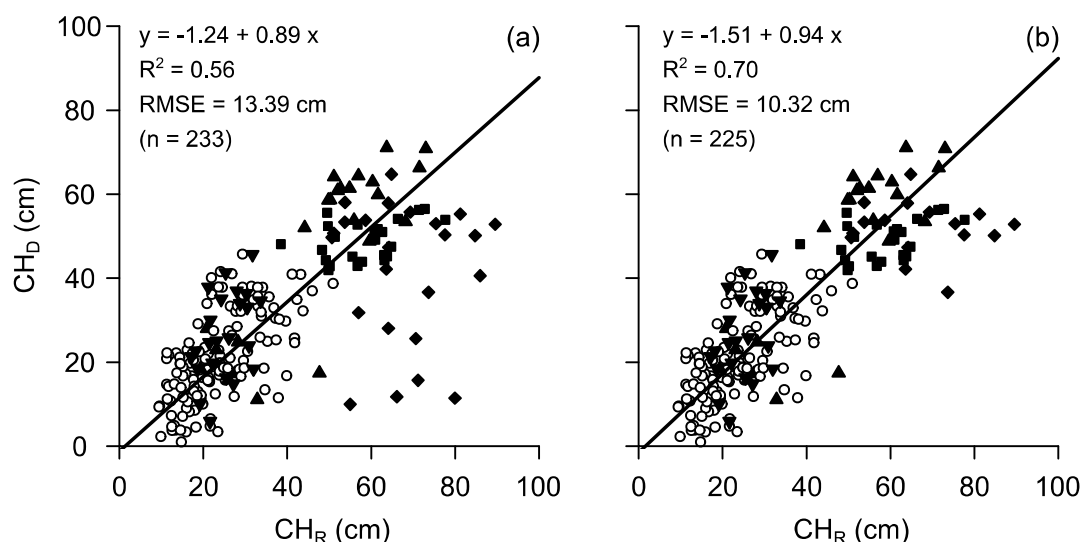 100
80
60
40
20
0
CH_D (cm)
y = -1.24 + 0.89 x
R² = 0.56
RMSE = 13.39 cm
(n = 233)
(a)
0 20 40 60 80 100
CH_R (cm)
y = -1.51 + 0.94 x
R² = 0.70
RMSE = 10.32 cm
(n = 225)
(b)
0 20 40 60 80 100
CH_R (cm)